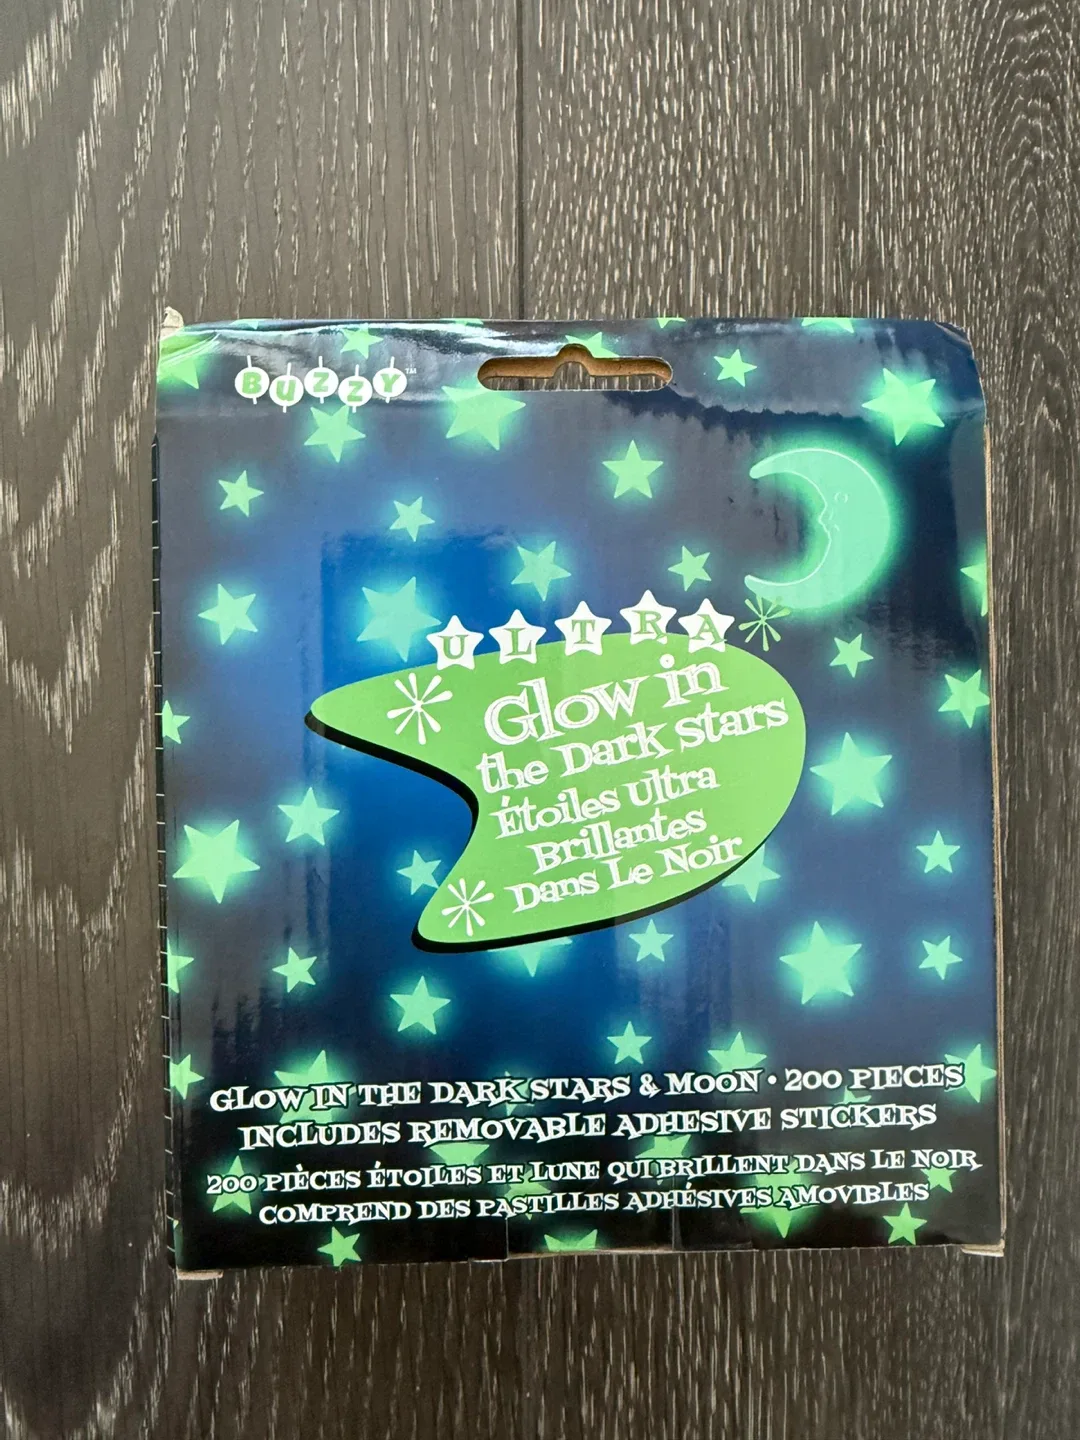 BUZZY™
ULTRA
Glow in
the Dark Stars
Étoiles Ultra
Brillantes
Dans Le Noir
GLOW IN THE DARK STARS & MOON • 200 PIECES
INCLUDES REMOVABLE ADHESIVE STICKERS
200 PIÈCES ÉTOILES ET LUNE QUI BRILLENT DANS LE NOIR
COMPREND DES PASTILLES ADHÉSIVES AMOVIBLES